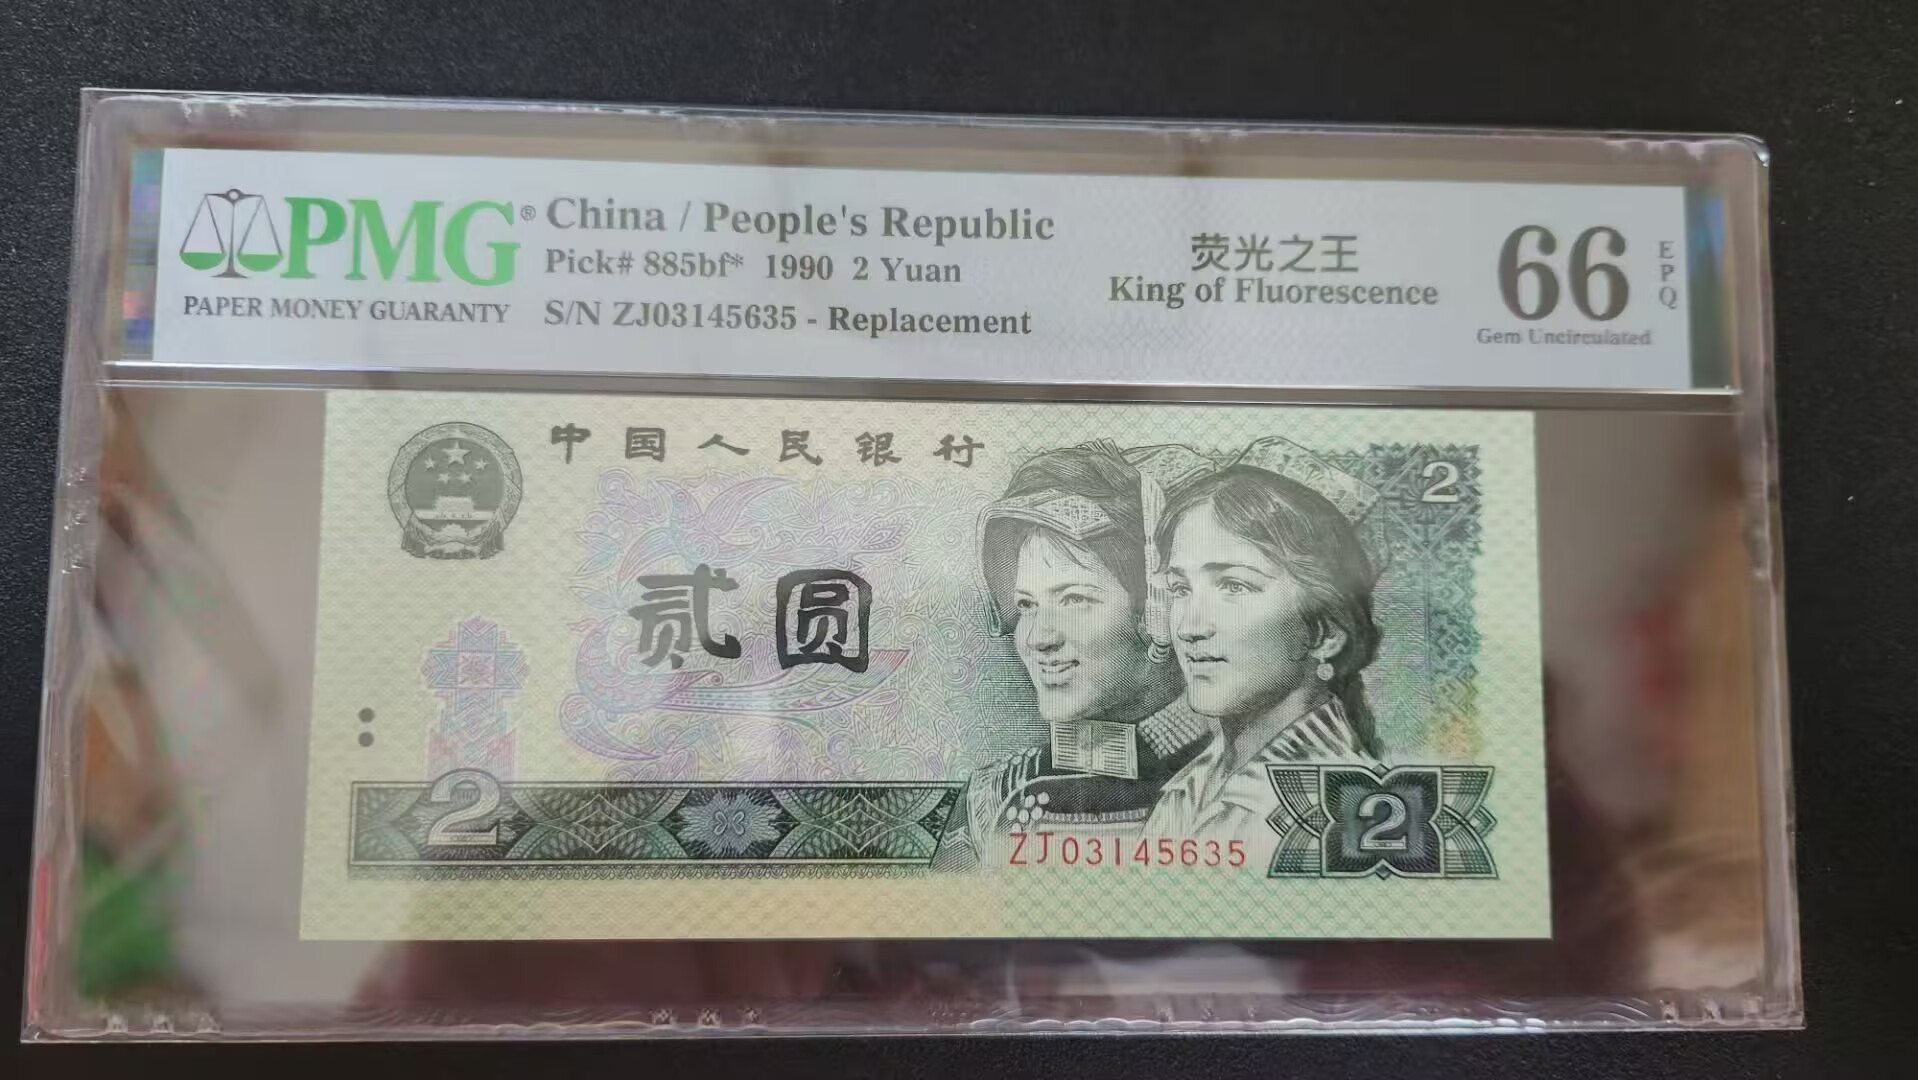 PMG®
PAPER MONEY GUARANTY
China / People's Republic
Pick# 885bf* 1990 2 Yuan
S/N ZJ03145635 - Replacement
荧光之王
King of Fluorescence
66
EPQ
Gem Uncirculated
中国人民银行
2
贰圆
2
ZJ03145635
2